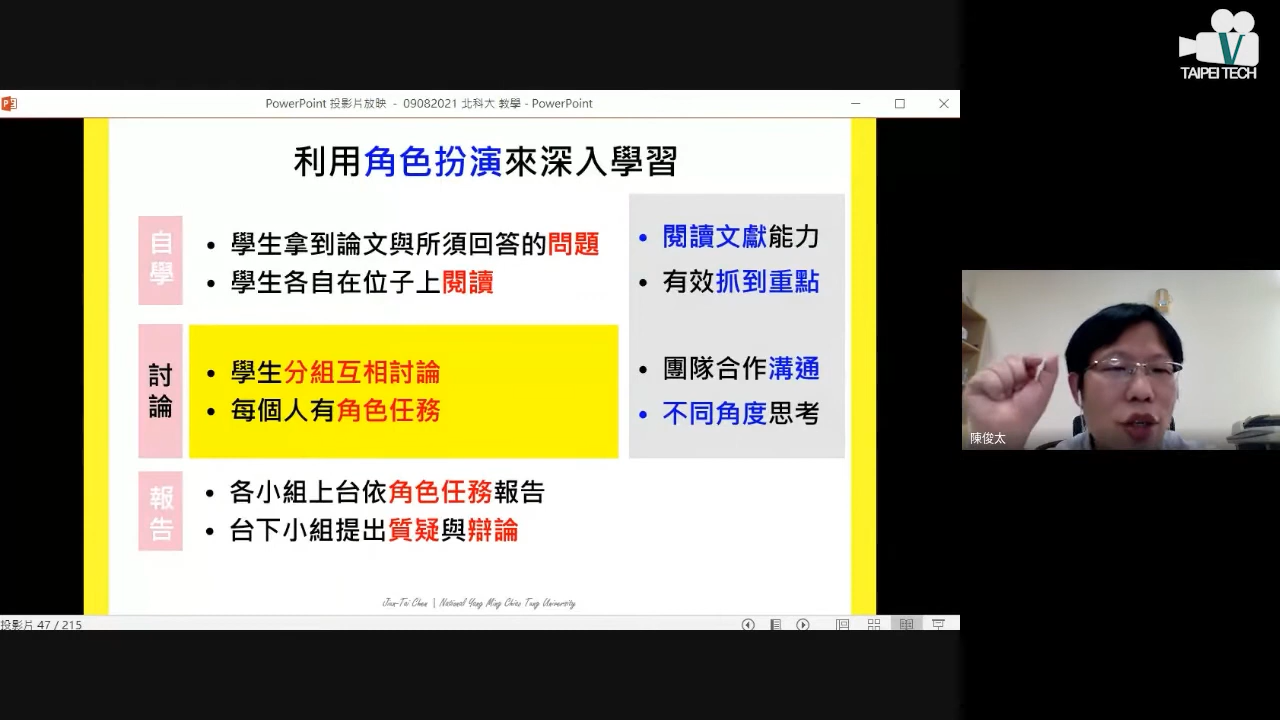 TAIPEI TECH
PowerPoint 投影片放映 - 09082021 北科大 教學 - PowerPoint
利用角色扮演來深入學習
自學
• 學生拿到論文與所須回答的問題
• 學生各自在位子上閱讀
• 閱讀文獻能力
• 有效抓到重點
討論
• 學生分組互相討論
• 每個人有角色任務
• 團隊合作溝通
• 不同角度思考
報告
• 各小組上台依角色任務報告
• 台下小組提出質疑與辯論
Jiun-Tai Chen | National Yang Ming Chiao Tung University
投影片 47 / 215
陳俊太